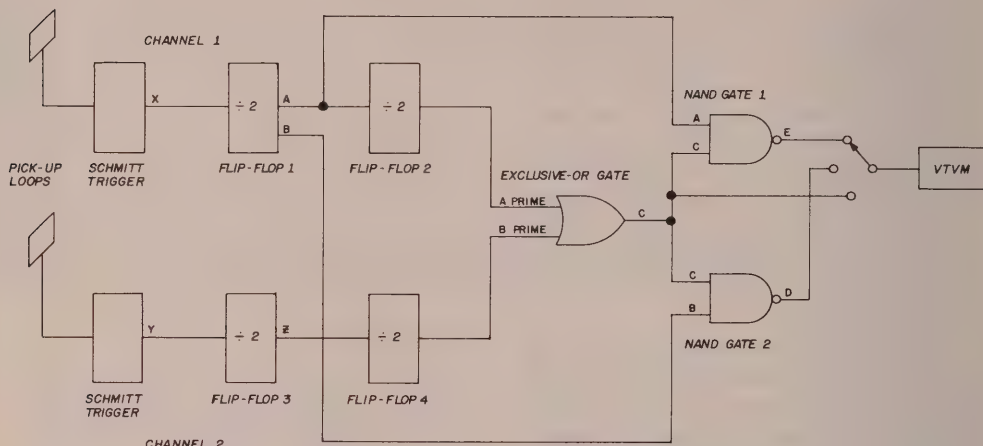 CHANNEL 1
X
÷ 2
A
B
÷ 2
PICK-UP
LOOPS
SCHMITT
TRIGGER
FLIP-FLOP 1
FLIP-FLOP 2
EXCLUSIVE-OR GATE
A PRIME
B PRIME
C
NAND GATE 1
A
C
E
VTVM
C
B
D
NAND GATE 2
Y
÷ 2
Z
÷ 2
SCHMITT
TRIGGER
FLIP-FLOP 3
FLIP-FLOP 4
CHANNEL 2